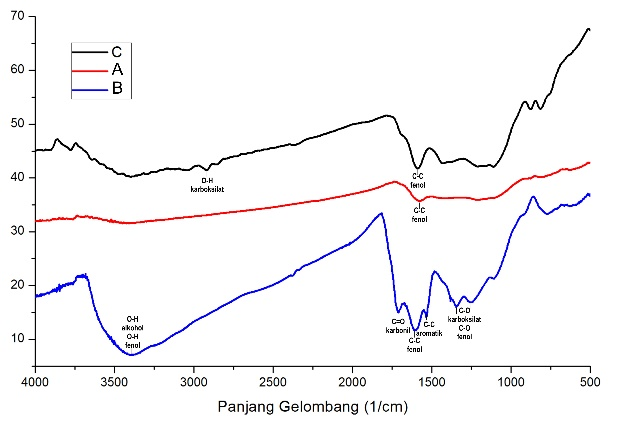 70
60
50
40
30
20
10
C
A
B
O-H
karboksilat
C-C
fenol
C-C
fenol
O-H
alkohol
O-H
fenol
C=O
karbonil
C-C
fenol
C-C
aromatik
C-O
karboksilat
C-O
fenol
4000 3500 3000 2500 2000 1500 1000 500
Panjang Gelombang (1/cm)